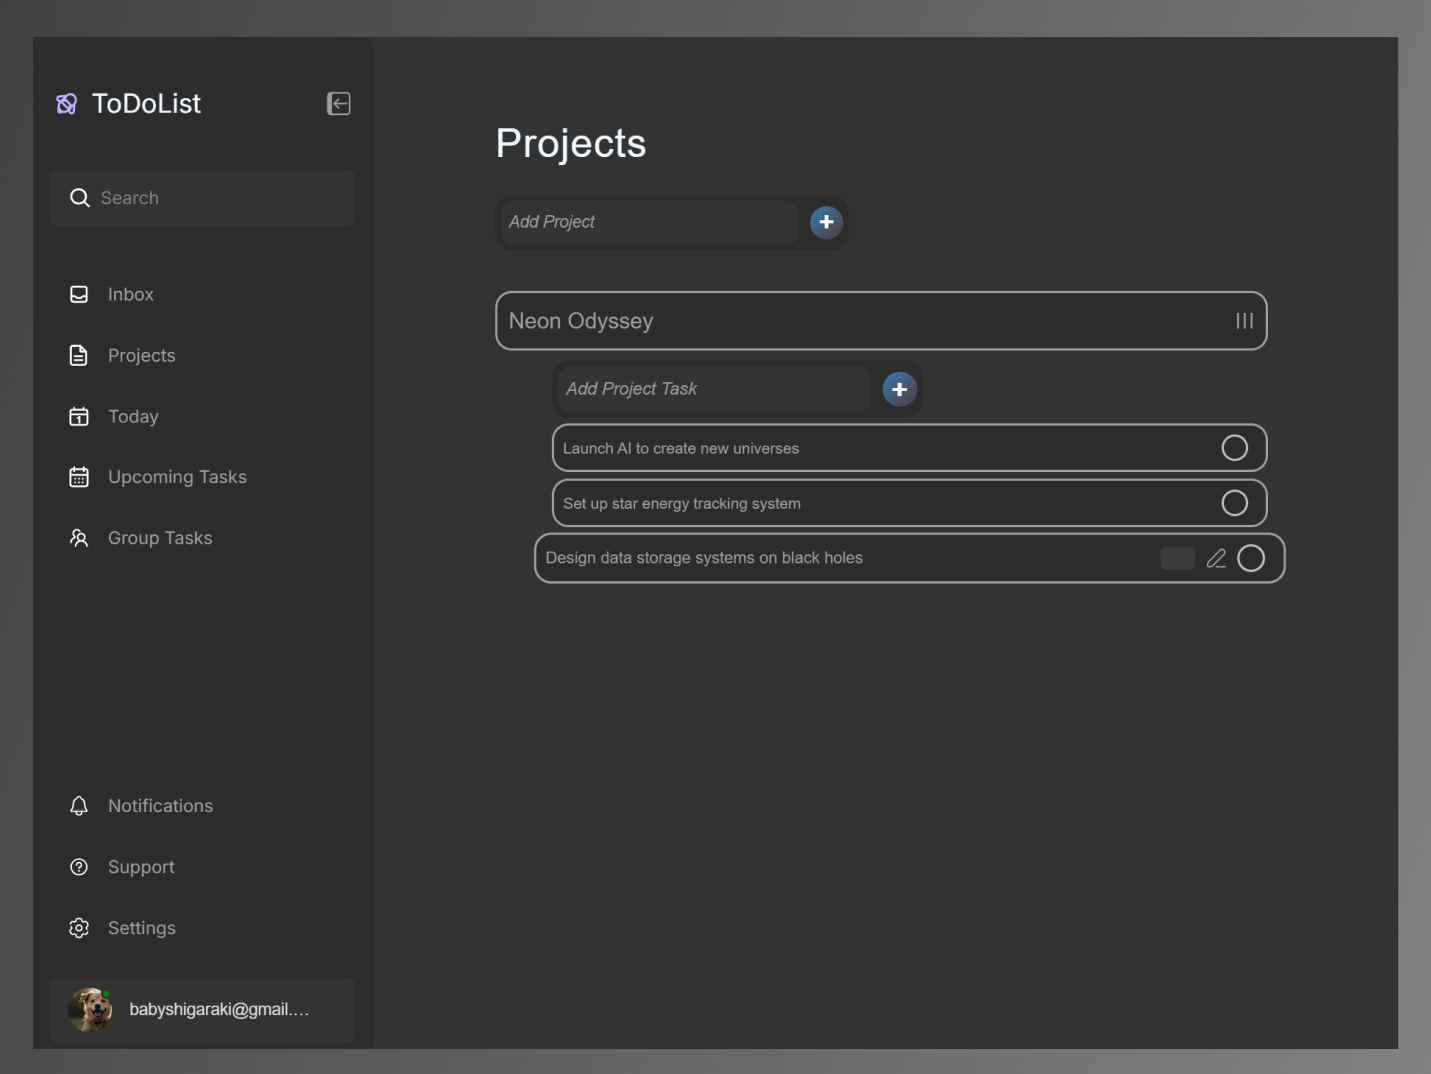 ToDoList
Search
Inbox
Projects
Today
Upcoming Tasks
Group Tasks
Notifications
Support
Settings
babyshigaraki@gmail....
Projects
Add Project
Neon Odyssey
Add Project Task
Launch AI to create new universes
Set up star energy tracking system
Design data storage systems on black holes